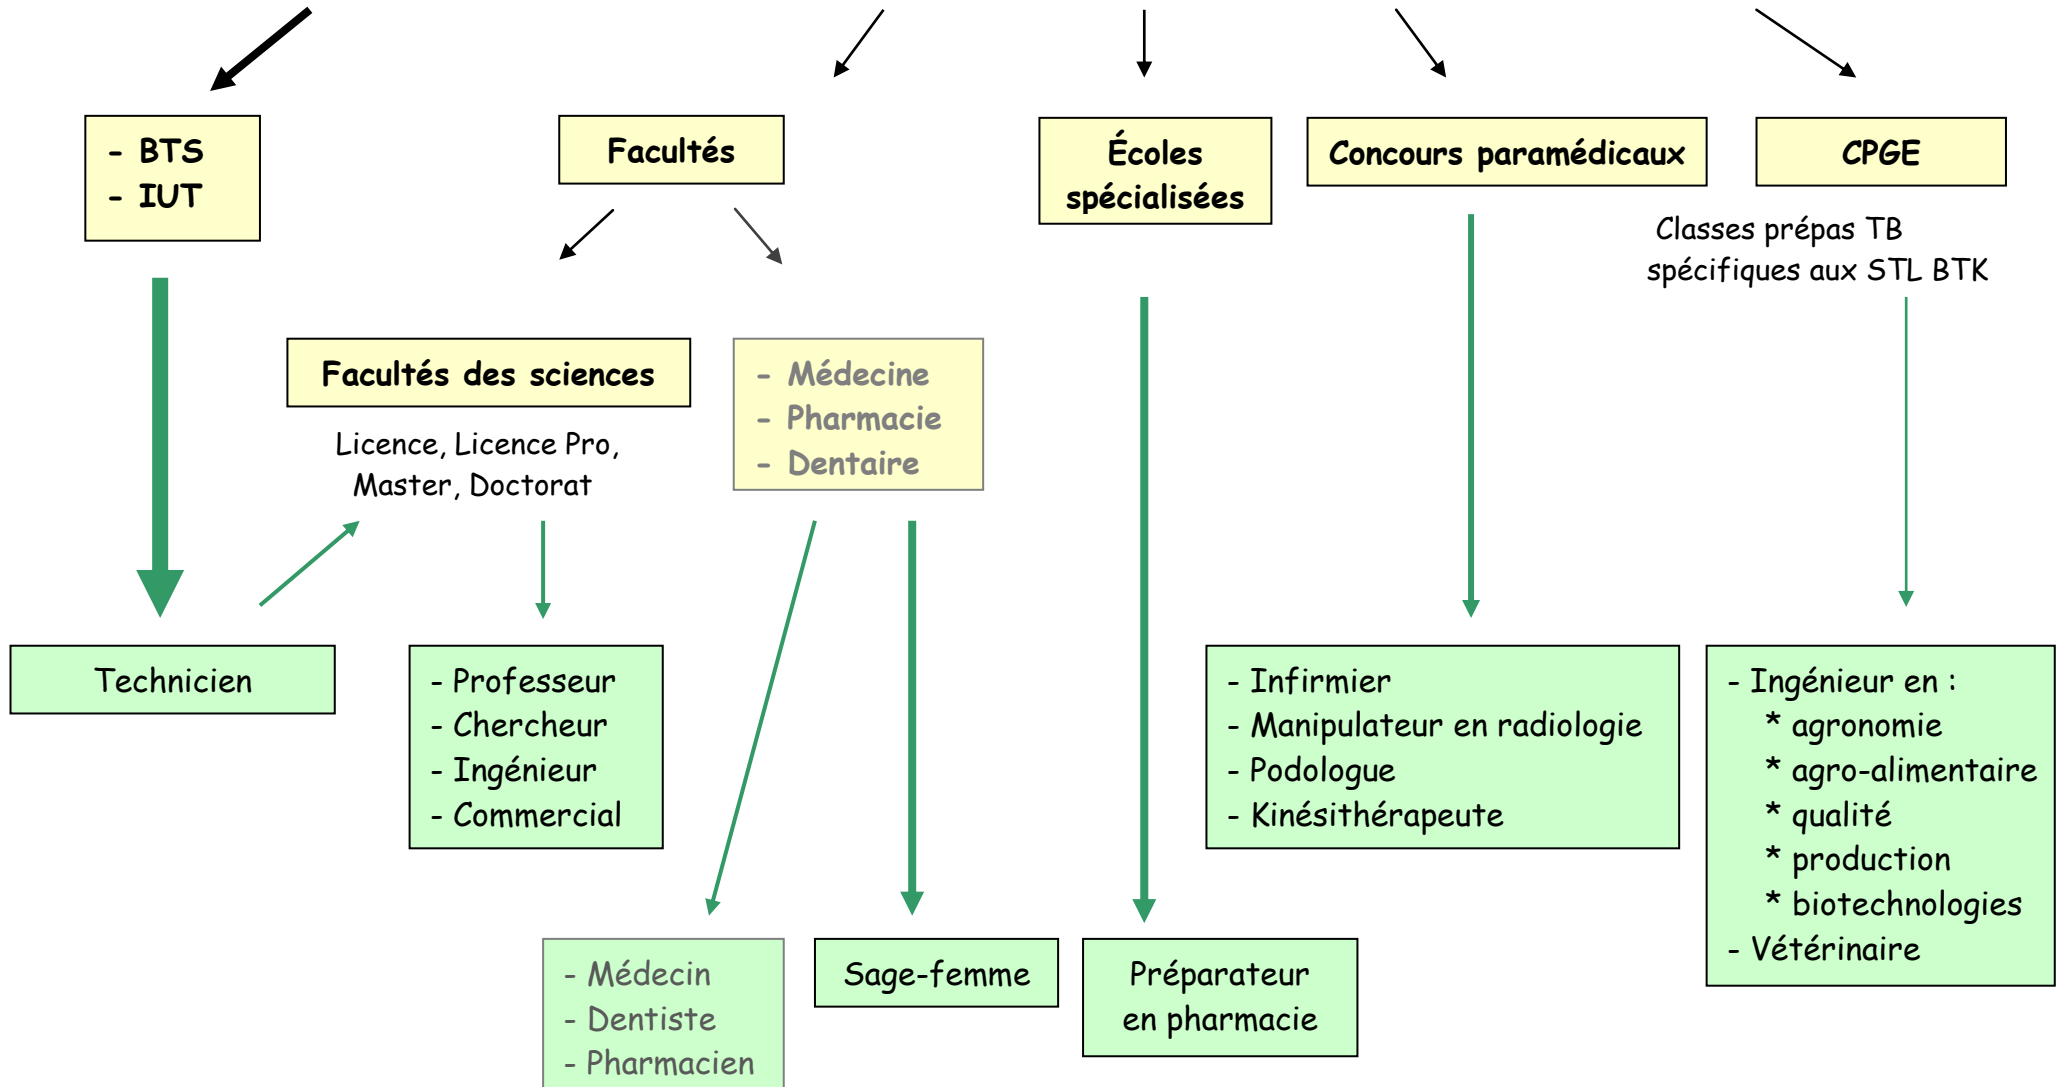 - BTS
- IUT
Facultés
Écoles
spécialisées
Concours paramédicaux
CPGE
Classes prépas TB
spécifiques aux STL BTK
Facultés des sciences
Licence, Licence Pro,
Master, Doctorat
- Médecine
- Pharmacie
- Dentaire
Technicien
- Professeur
- Chercheur
- Ingénieur
- Commercial
- Infirmier
- Manipulateur en radiologie
- Podologue
- Kinésithérapeute
- Ingénieur en :
* agronomie
* agro-alimentaire
* qualité
* production
* biotechnologies
- Vétérinaire
- Médecin
- Dentiste
- Pharmacien
Sage-femme
Préparateur
en pharmacie